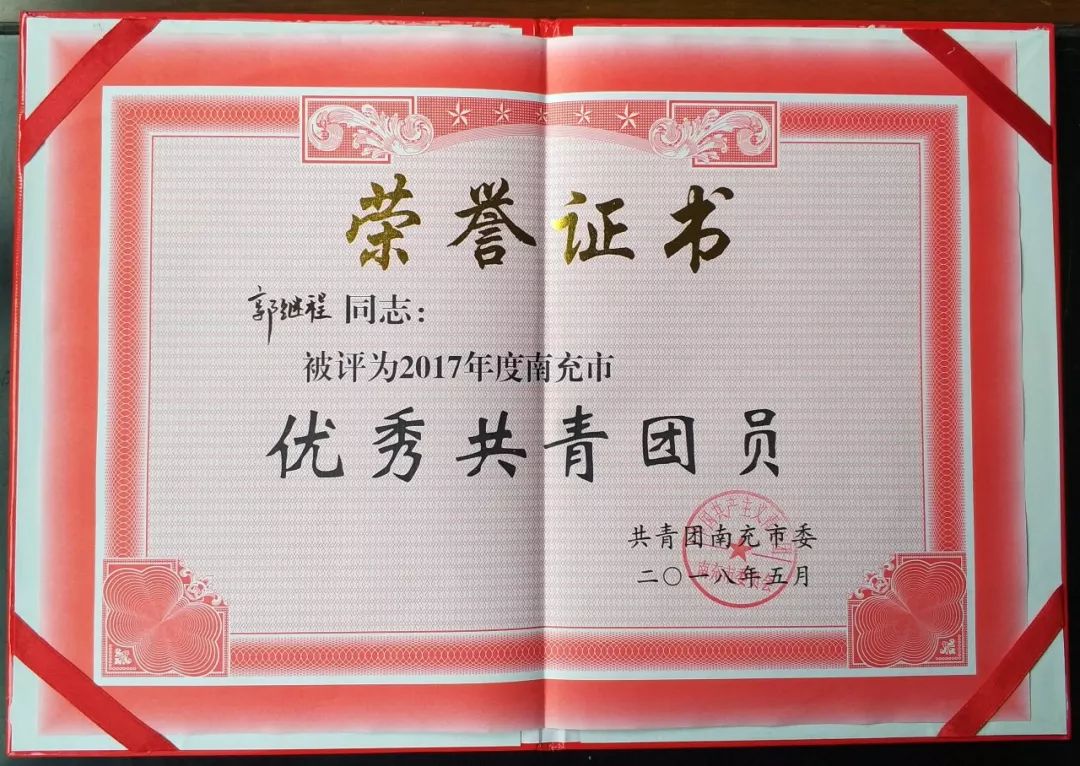 荣誉证书
郭继程 同志：
被评为2017年度南充市
优秀共青团员
共青团南充市委
二〇一八年五月